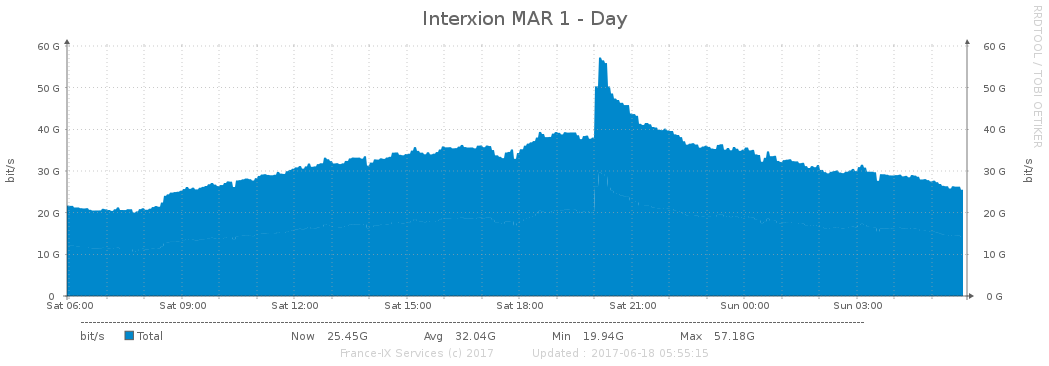 Interxion MAR 1 - Day
RRDTOOL / TOBI OETIKER
bit/s
60 G 60 G
50 G 50 G
40 G 40 G
30 G 30 G
20 G 20 G
10 G 10 G
0 0 G
bit/s
Sat 06:00 Sat 09:00 Sat 12:00 Sat 15:00 Sat 18:00 Sat 21:00 Sun 00:00 Sun 03:00
bit/s Total Now 25.45G Avg 32.04G Min 19.94G Max 57.18G
France-IX Services (c) 2017 Updated : 2017-06-18 05:55:15